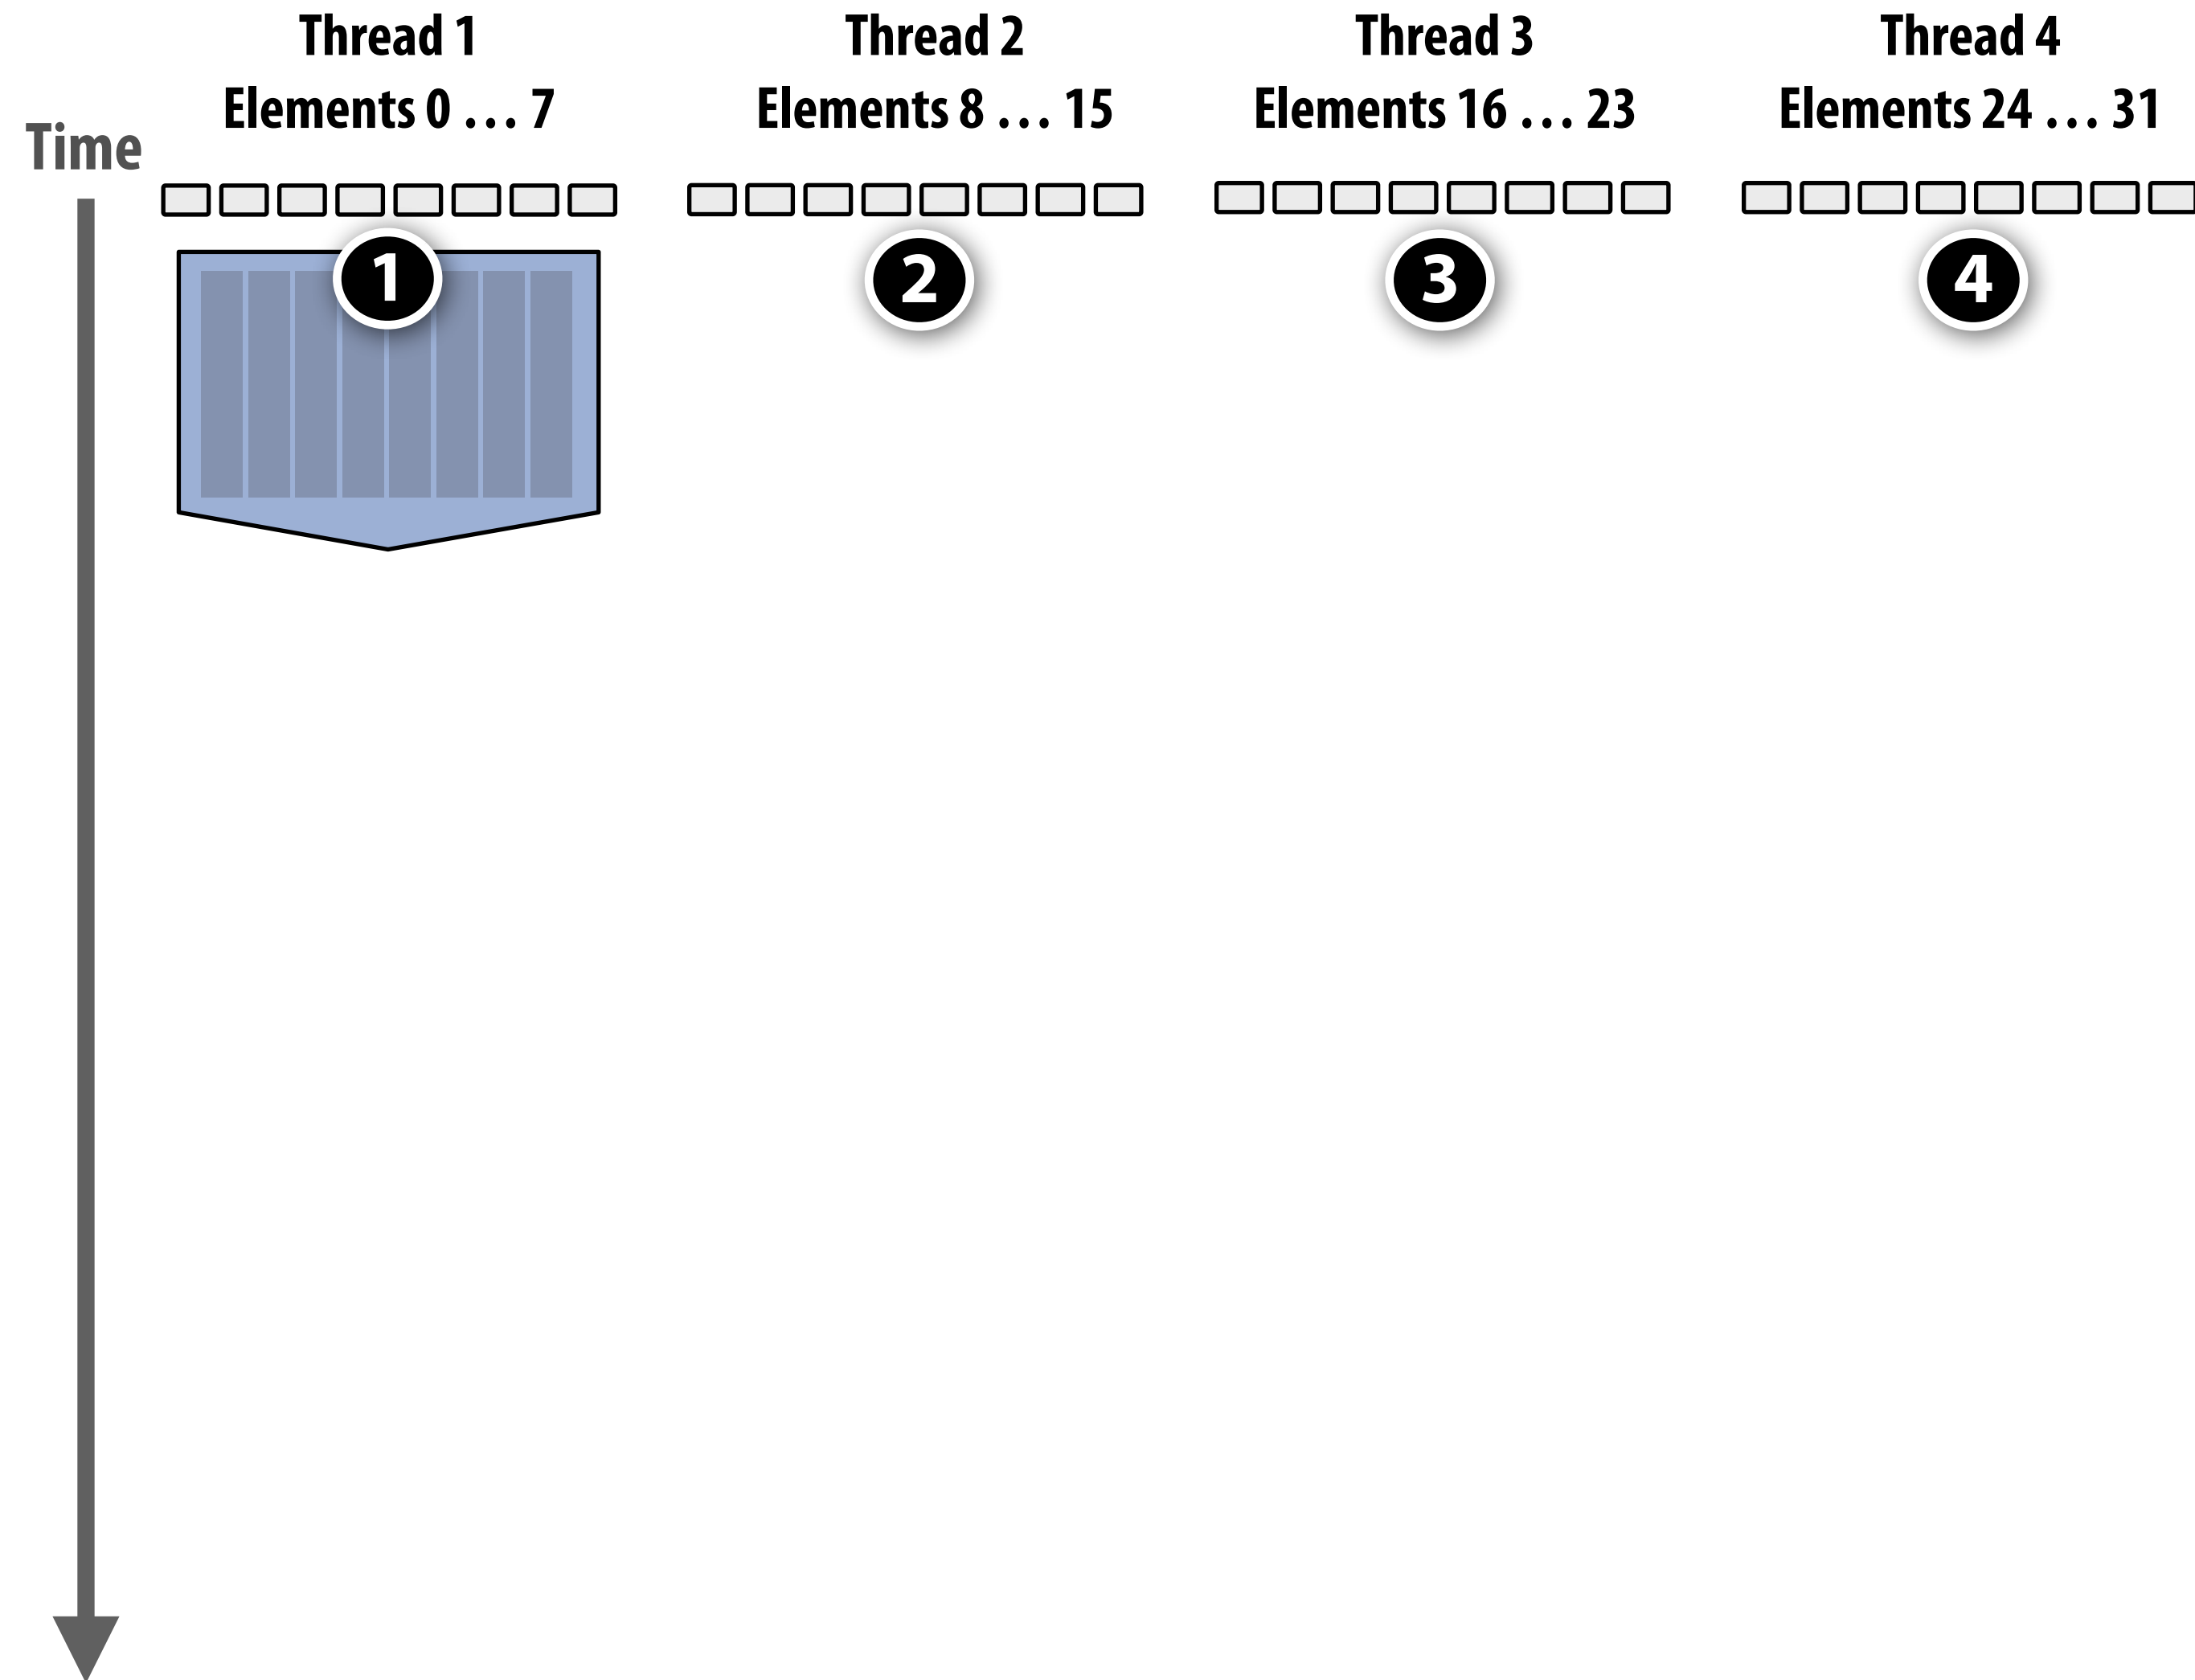 Thread 1
Elements 0 . . . 7
Thread 2
Elements 8 . . . 15
Thread 3
Elements 16 . . . 23
Thread 4
Elements 24 . . . 31
Time
1
2
3
4